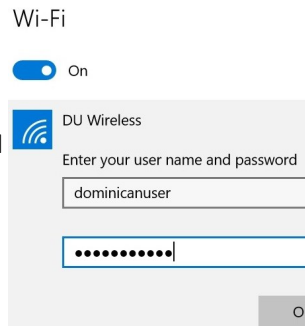 Wi-Fi
On
DU Wireless
Enter your user name and password
dominicanuser
●●●●●●●●●●●